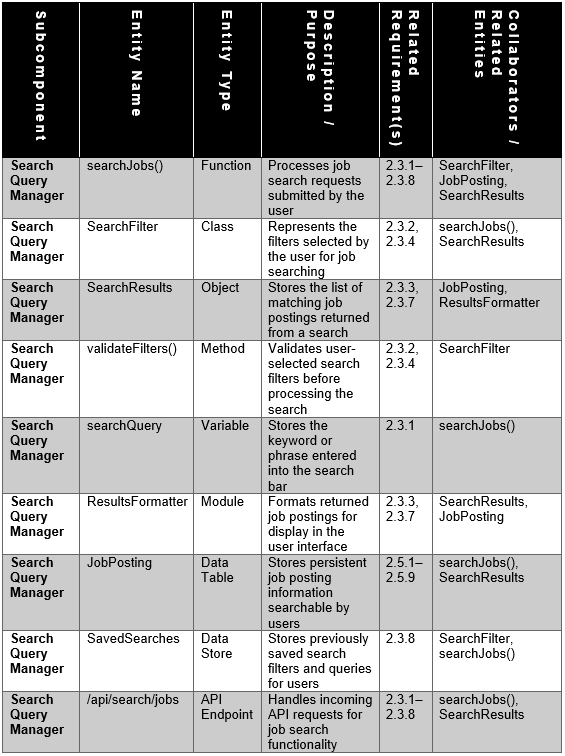 Subcomponent
Entity Name
Entity Type
Description /
Purpose
Related
Requirement(s)
Collaborators /
Related
Entities
Search
Query
Manager
searchJobs()
Function
Processes job
search requests
submitted by the
user
2.3.1–
2.3.8
SearchFilter,
JobPosting,
SearchResults
Search
Query
Manager
SearchFilter
Class
Represents the
filters selected by
the user for job
searching
2.3.2,
2.3.4
searchJobs(),
SearchResults
Search
Query
Manager
SearchResults
Object
Stores the list of
matching job
postings returned
from a search
2.3.3,
2.3.7
JobPosting,
ResultsFormatter
Search
Query
Manager
validateFilters()
Method
Validates user-
selected search
filters before
processing the
search
2.3.2,
2.3.4
SearchFilter
Search
Query
Manager
searchQuery
Variable
Stores the
keyword or
phrase entered
into the search
bar
2.3.1
searchJobs()
Search
Query
Manager
ResultsFormatter
Module
Formats returned
job postings for
display in the
user interface
2.3.3,
2.3.7
SearchResults,
JobPosting
Search
Query
Manager
JobPosting
Data
Table
Stores persistent
job posting
information
searchable by
users
2.5.1–
2.5.9
searchJobs(),
SearchResults
Search
Query
Manager
SavedSearches
Data
Store
Stores previously
saved search
filters and queries
for users
2.3.8
SearchFilter,
searchJobs()
Search
Query
Manager
/api/search/jobs
API
Endpoint
Handles incoming
API requests for
job search
functionality
2.3.1–
2.3.8
searchJobs(),
SearchResults